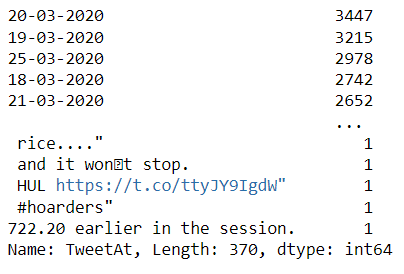 20-03-2020 3447
19-03-2020 3215
25-03-2020 2978
18-03-2020 2742
21-03-2020 2652
...
rice...." 1
and it won�t stop. 1
HUL https://t.co/ttyJY9IgdW" 1
#hoarders" 1
722.20 earlier in the session. 1
Name: TweetAt, Length: 370, dtype: int64